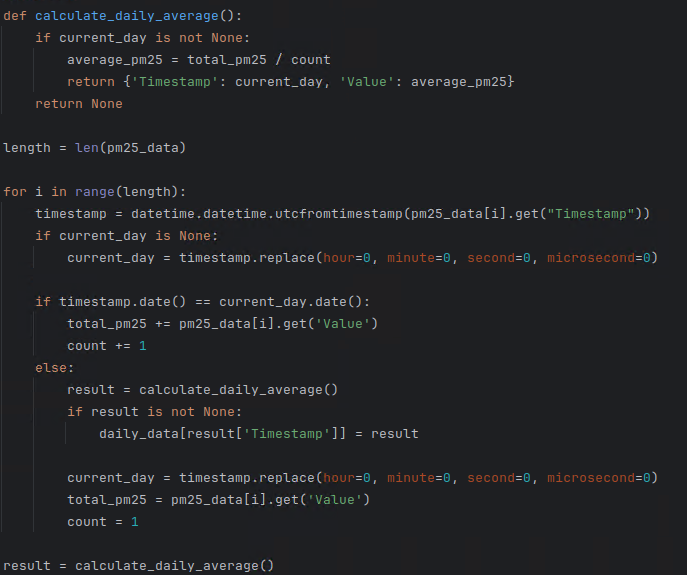 def calculate_daily_average():
    if current_day is not None:
        average_pm25 = total_pm25 / count
        return {'Timestamp': current_day, 'Value': average_pm25}
    return None

length = len(pm25_data)

for i in range(length):
    timestamp = datetime.datetime.utcfromtimestamp(pm25_data[i].get("Timestamp"))
    if current_day is None:
        current_day = timestamp.replace(hour=0, minute=0, second=0, microsecond=0)

    if timestamp.date() == current_day.date():
        total_pm25 += pm25_data[i].get('Value')
        count += 1
    else:
        result = calculate_daily_average()
        if result is not None:
            daily_data[result['Timestamp']] = result

        current_day = timestamp.replace(hour=0, minute=0, second=0, microsecond=0)
        total_pm25 = pm25_data[i].get('Value')
        count = 1

result = calculate_daily_average()